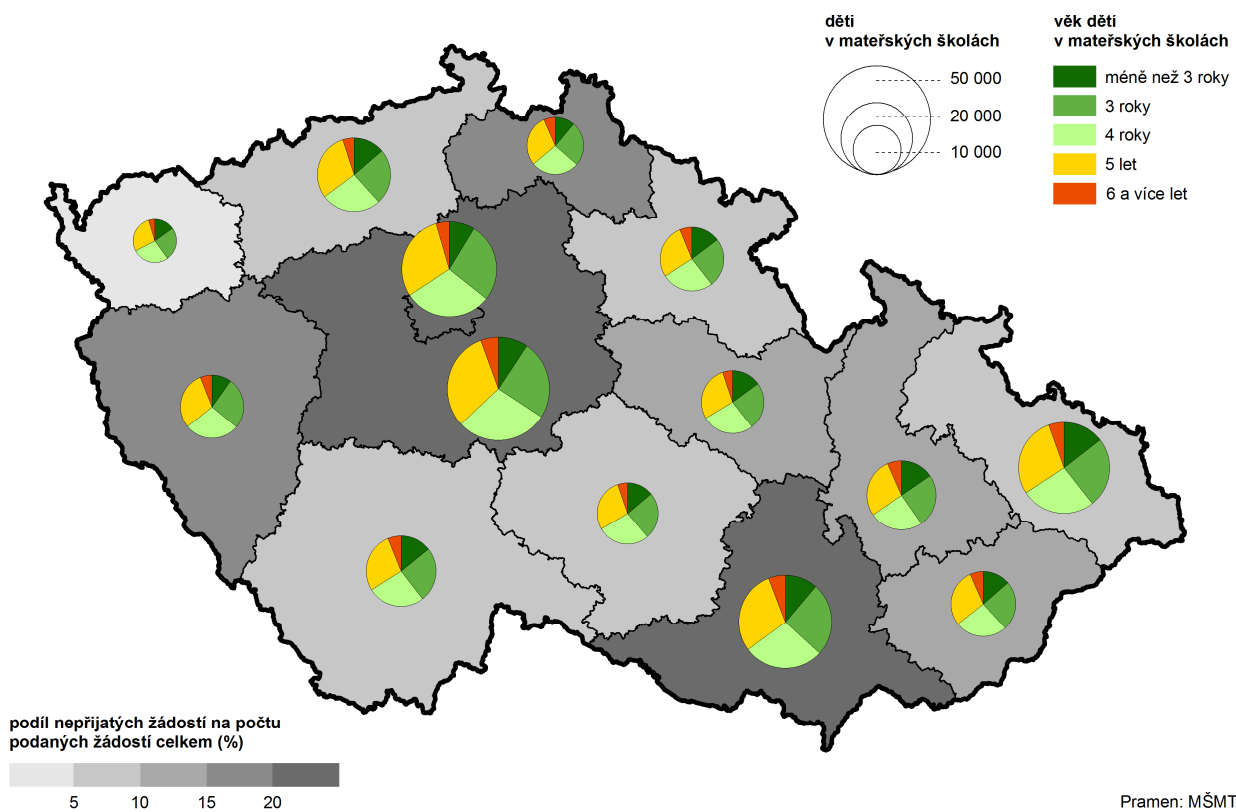 děti
v mateřských školách
50 000
20 000
10 000
věk dětí
v mateřských školách
méně než 3 roky
3 roky
4 roky
5 let
6 a více let
podíl nepřijatých žádostí na počtu
podaných žádostí celkem (%)
5 10 15 20
Pramen: MŠMT